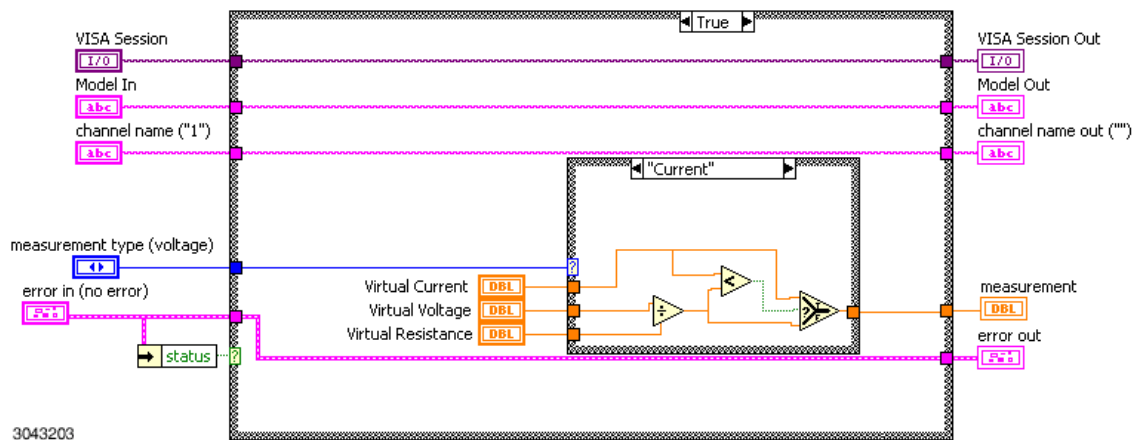 True
VISA Session
I/O
VISA Session Out
I/O
Model In
abc
Model Out
abc
channel name ("1")
abc
channel name out ("")
abc
"Current"
measurement type (voltage)
?
error in (no error)
Virtual Current
DBL
Virtual Voltage
DBL
Virtual Resistance
DBL
÷
<
?
T
F
measurement
DBL
error out
status
?
3043203